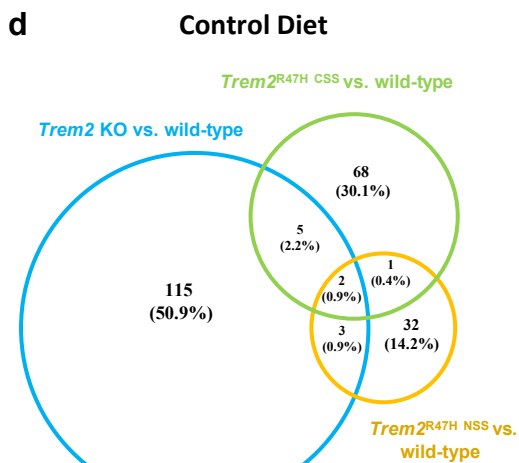 d
Control Diet
Trem2R47H CSS vs. wild-type
Trem2 KO vs. wild-type
68
(30.1%)
5
(2.2%)
1
(0.4%)
2
(0.9%)
115
(50.9%)
3
(0.9%)
32
(14.2%)
Trem2R47H NSS vs.
wild-type